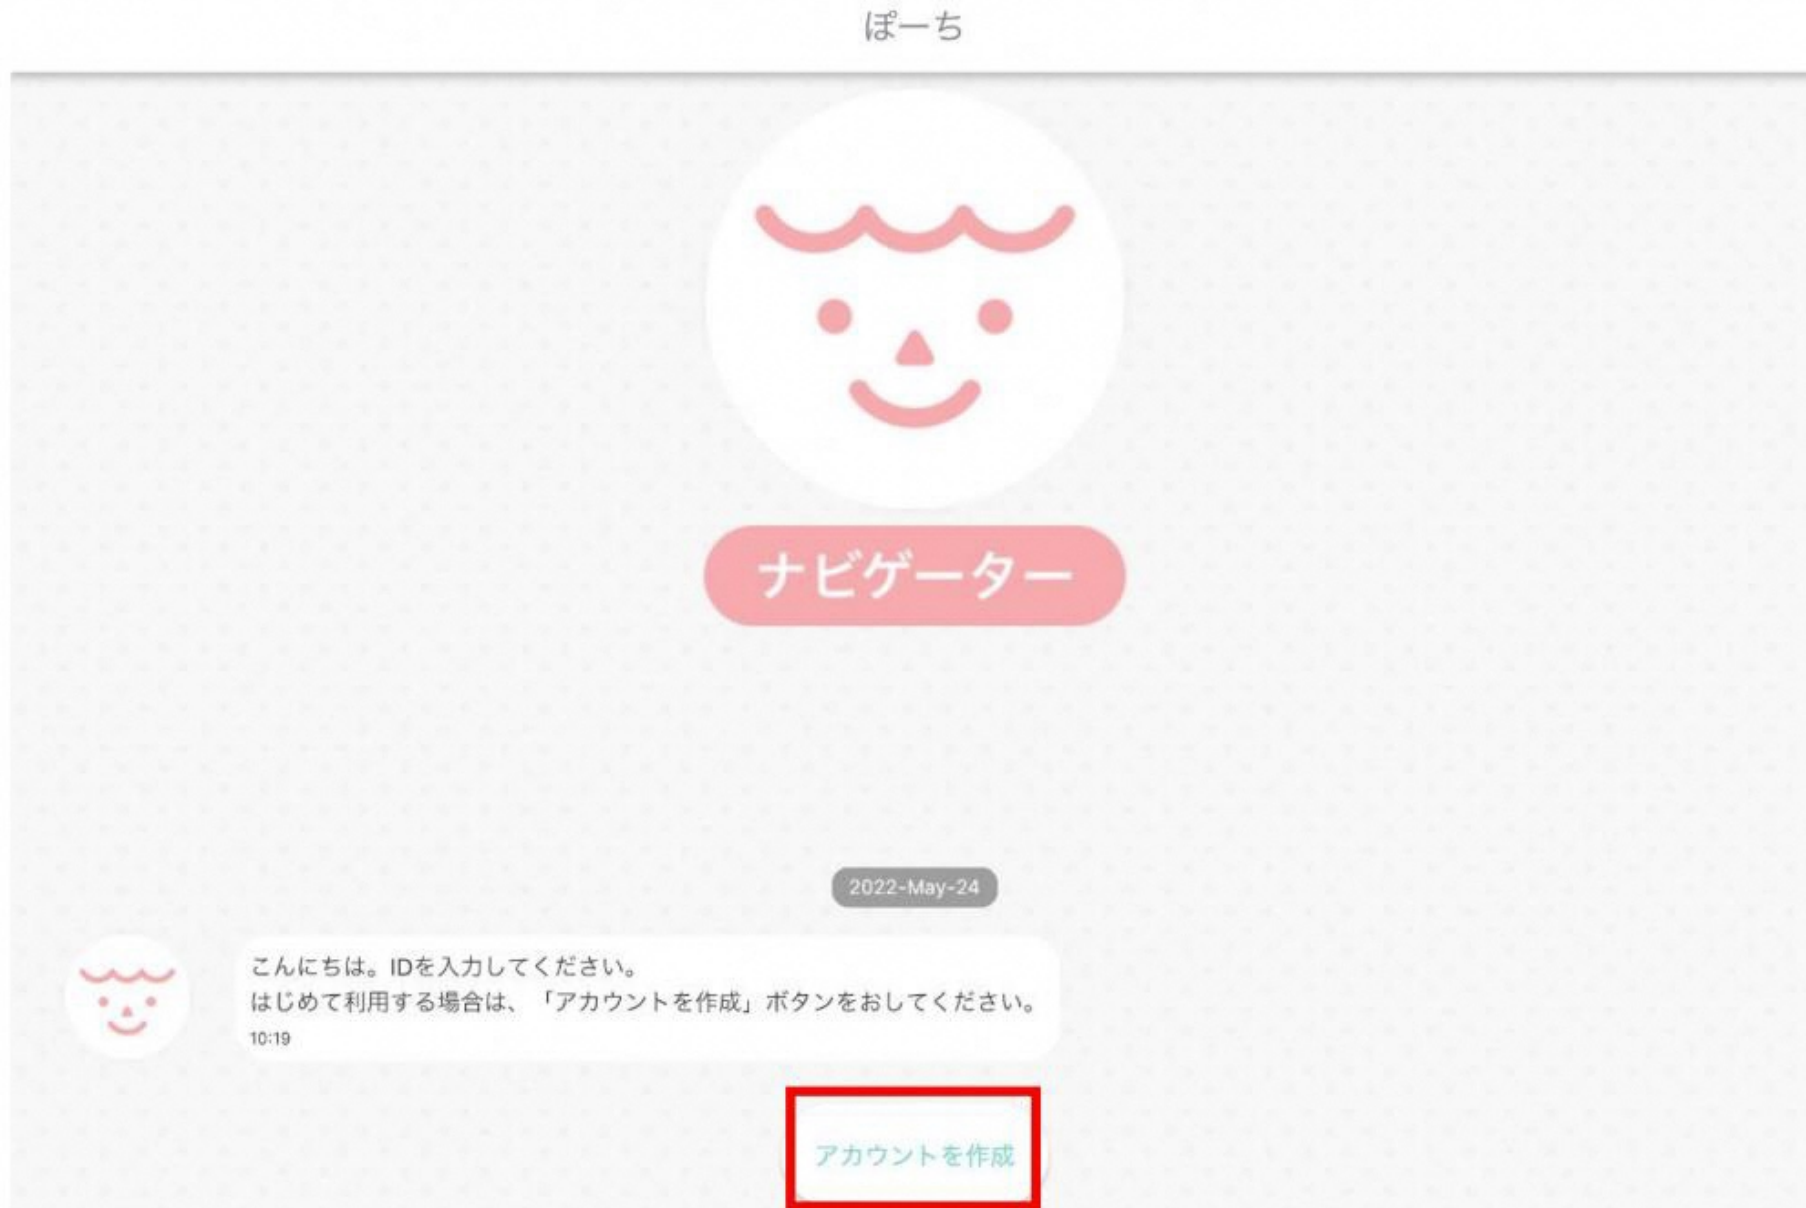 ぽーち
ナビゲーター
2022-May-24
こんにちは。IDを入力してください。
はじめて利用する場合は、「アカウントを作成」ボタンをおしてください。
10:19
アカウントを作成